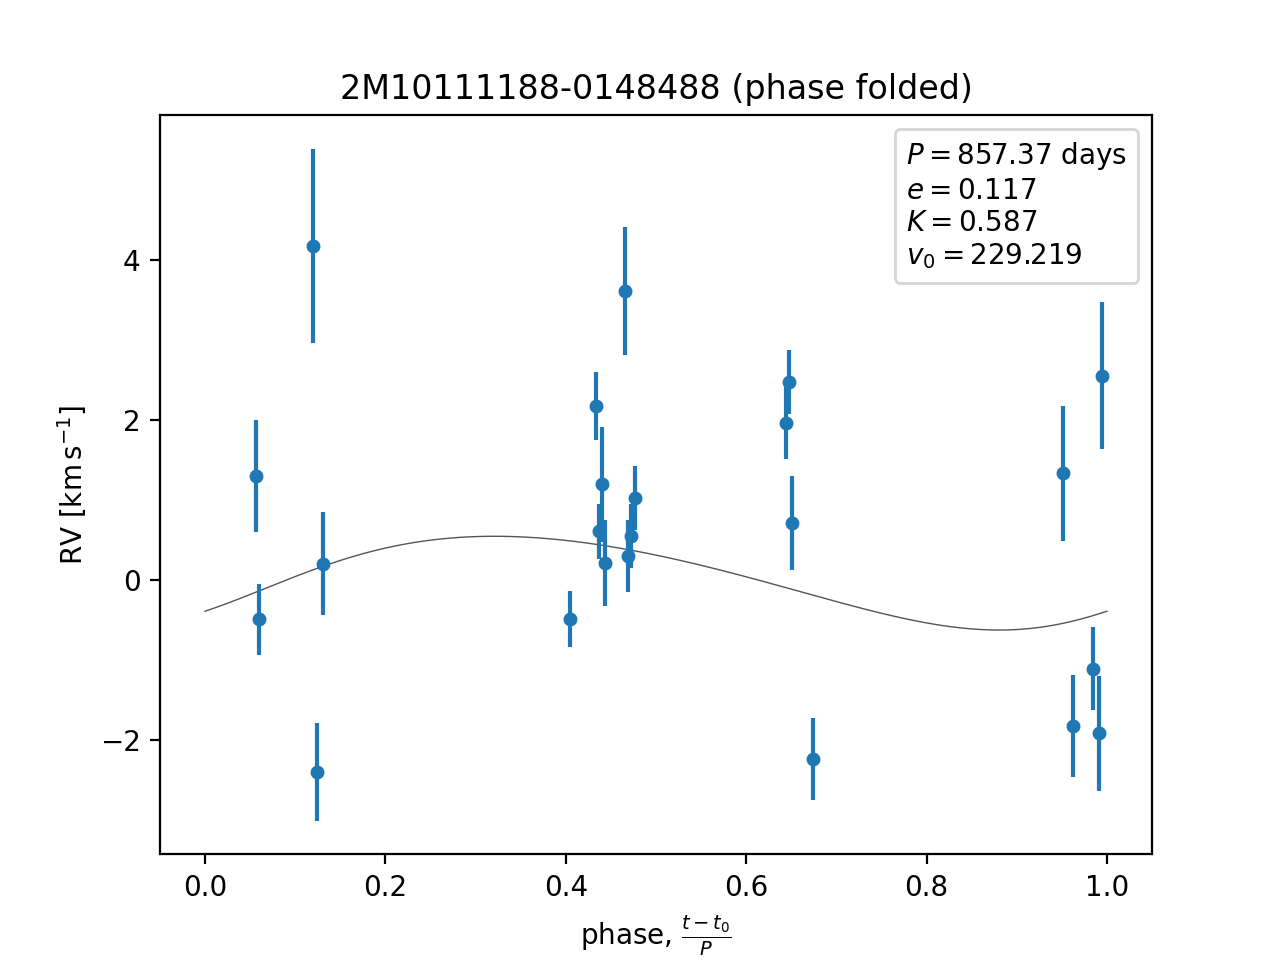 2M10111188-0148488 (phase folded)
P = 857.37 days
e = 0.117
K = 0.587
v₀ = 229.219
RV [km s⁻¹]
4
2
0
−2
0.0 0.2 0.4 0.6 0.8 1.0
phase, (t − t₀)/P